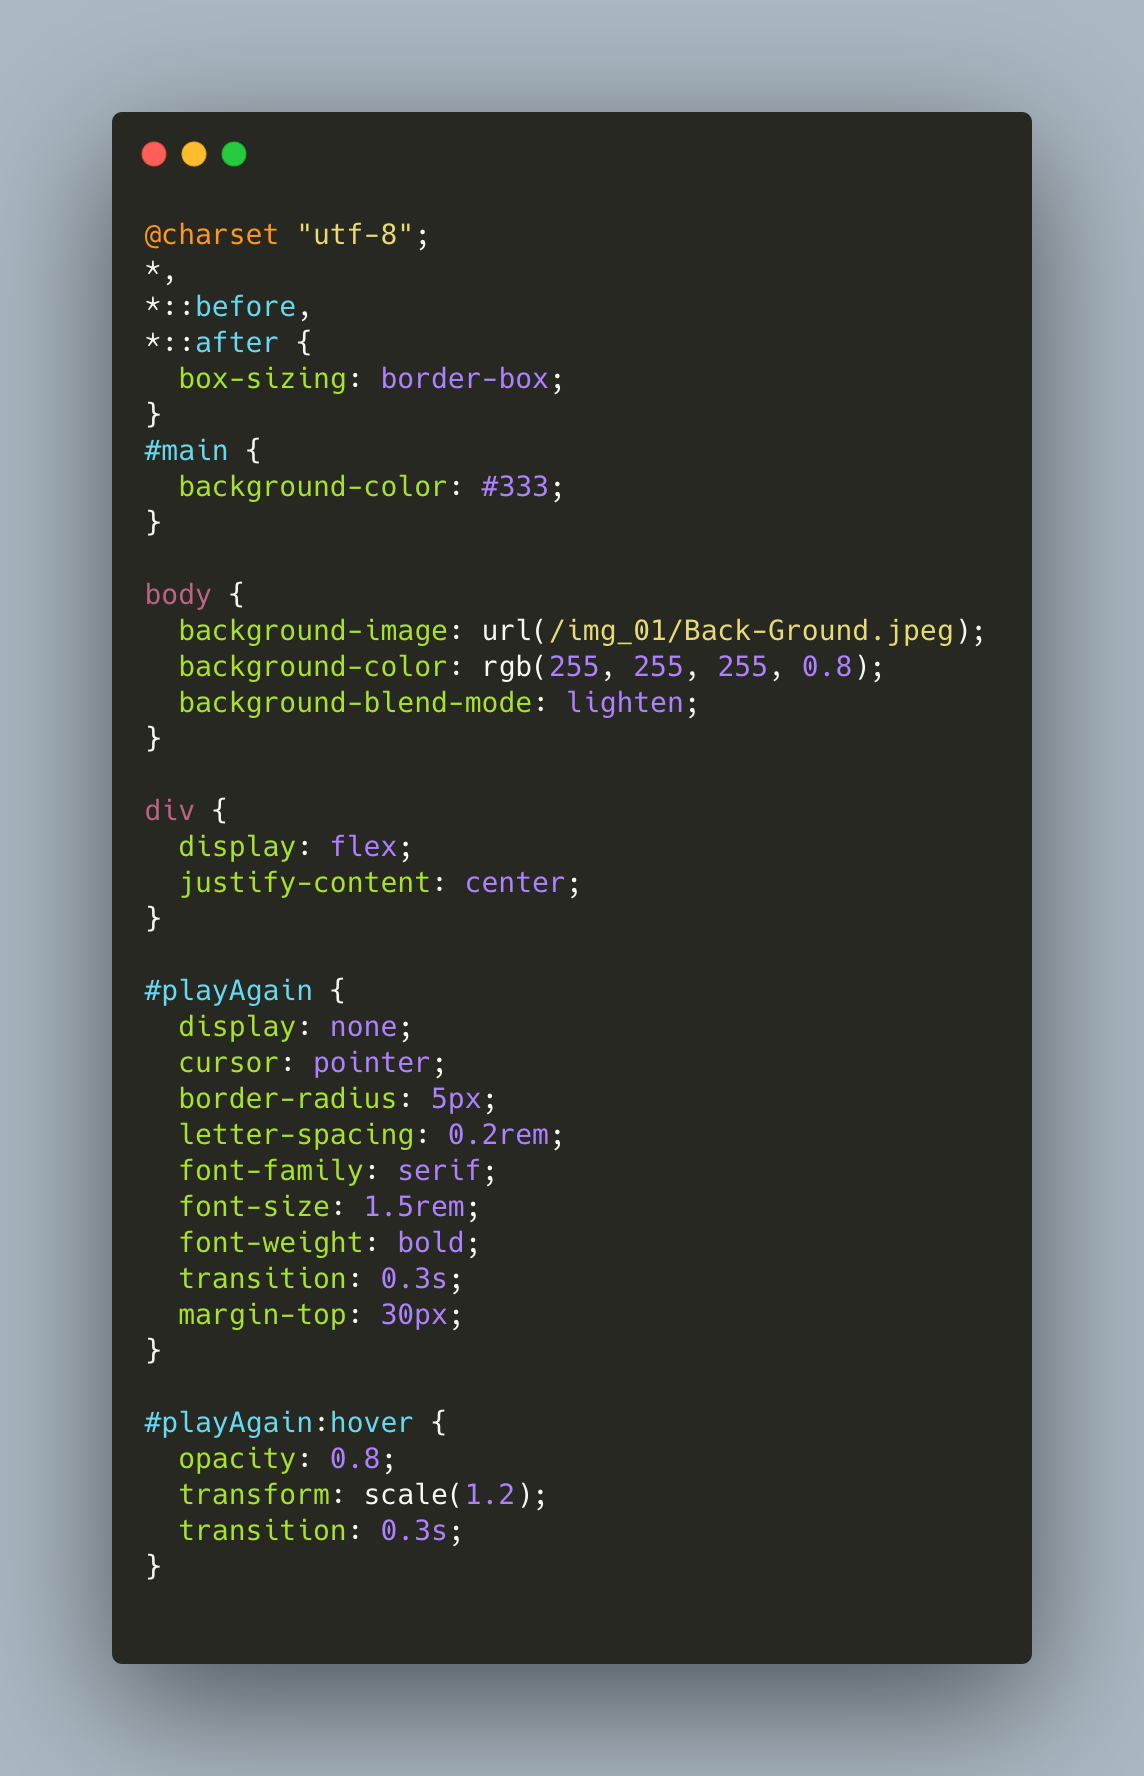 @charset "utf-8";
*,
*::before,
*::after {
  box-sizing: border-box;
}
#main {
  background-color: #333;
}

body {
  background-image: url(/img_01/Back-Ground.jpeg);
  background-color: rgb(255, 255, 255, 0.8);
  background-blend-mode: lighten;
}

div {
  display: flex;
  justify-content: center;
}

#playAgain {
  display: none;
  cursor: pointer;
  border-radius: 5px;
  letter-spacing: 0.2rem;
  font-family: serif;
  font-size: 1.5rem;
  font-weight: bold;
  transition: 0.3s;
  margin-top: 30px;
}

#playAgain:hover {
  opacity: 0.8;
  transform: scale(1.2);
  transition: 0.3s;
}